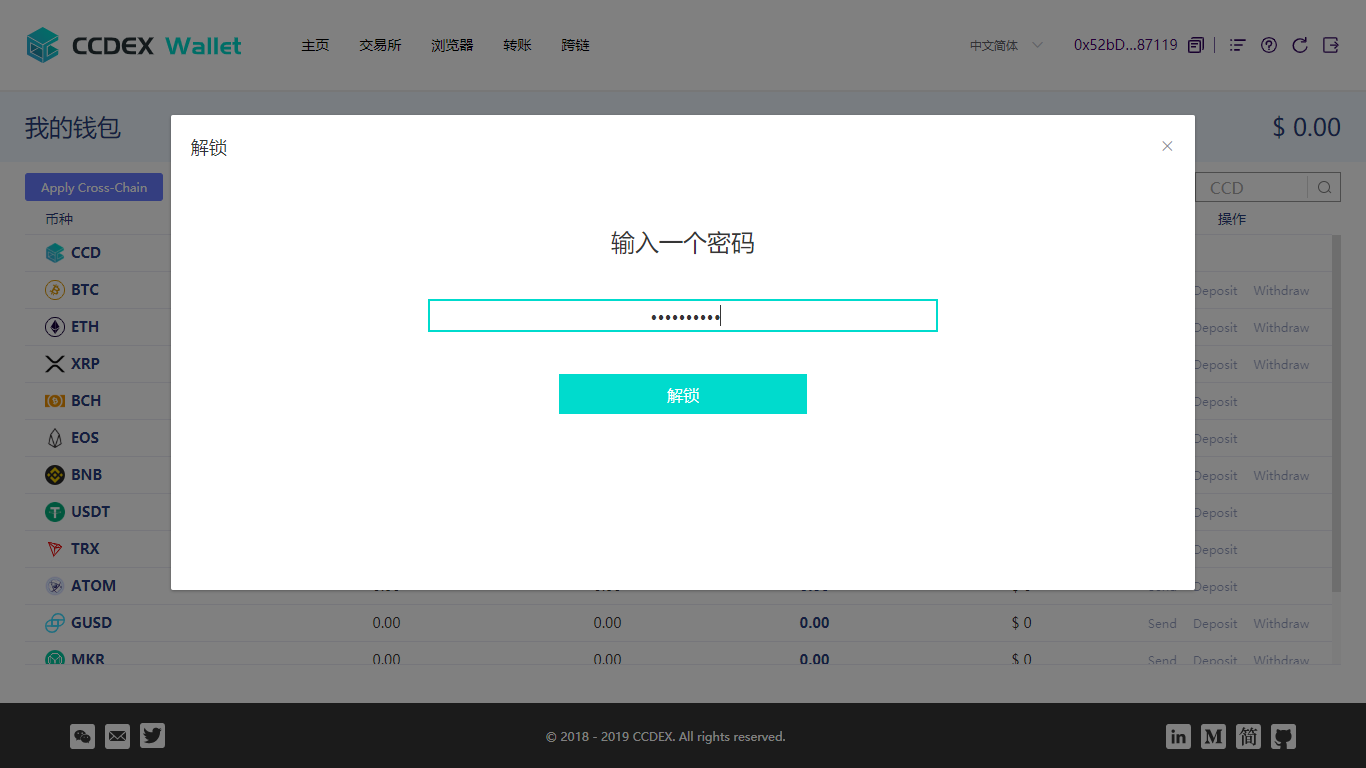 CCDEX Wallet 主页 交易所 浏览器 转账 跨链 中文简体 0x52bD...87119
我的钱包 $ 0.00
解锁
Apply Cross-Chain CCD
币种 操作
输入一个密码
CCD
BTC Deposit Withdraw
ETH Deposit Withdraw
XRP Deposit Withdraw
解锁
BCH Deposit
EOS Deposit
BNB Deposit Withdraw
USDT Deposit
TRX Deposit
ATOM Deposit
GUSD 0.00 0.00 0.00 $ 0 Send Deposit Withdraw
MKR 0.00 0.00 0.00 $ 0 Send Deposit Withdraw
© 2018 - 2019 CCDEX. All rights reserved. in M 简